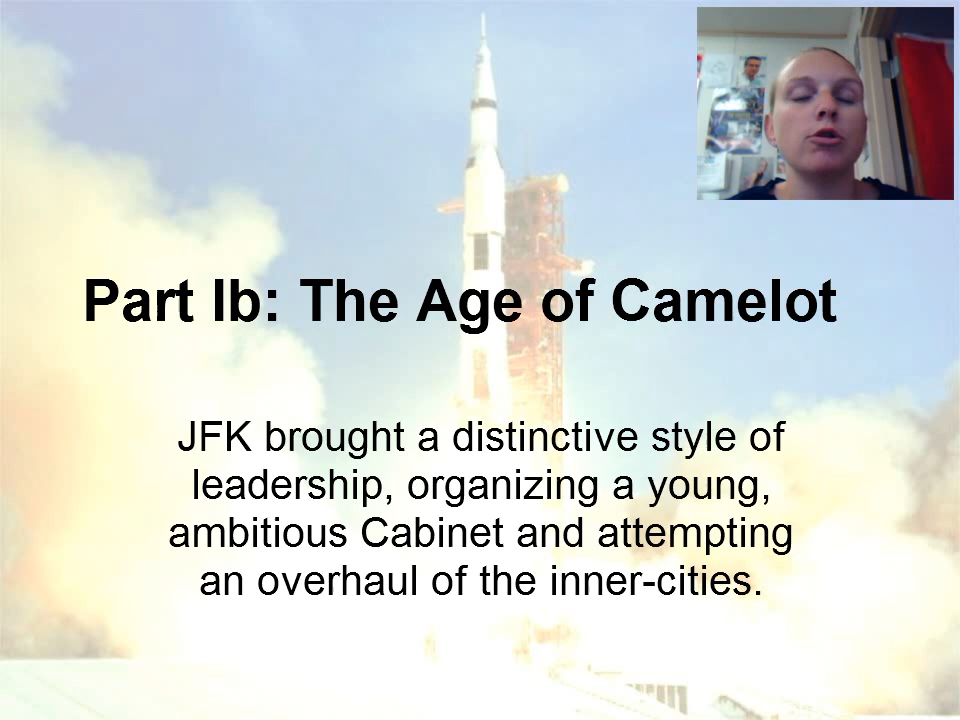 Part Ib: The Age of Camelot
JFK brought a distinctive style of
leadership, organizing a young,
ambitious Cabinet and attempting
an overhaul of the inner-cities.